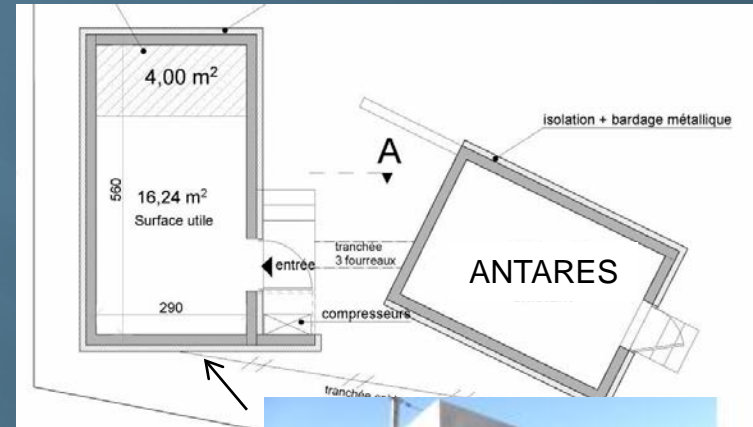 4,00 m²
isolation + bardage métallique
A
560
16,24 m²
Surface utile
tranchée
3 fourreaux
entrée
ANTARES
290
compresseurs
tranchée